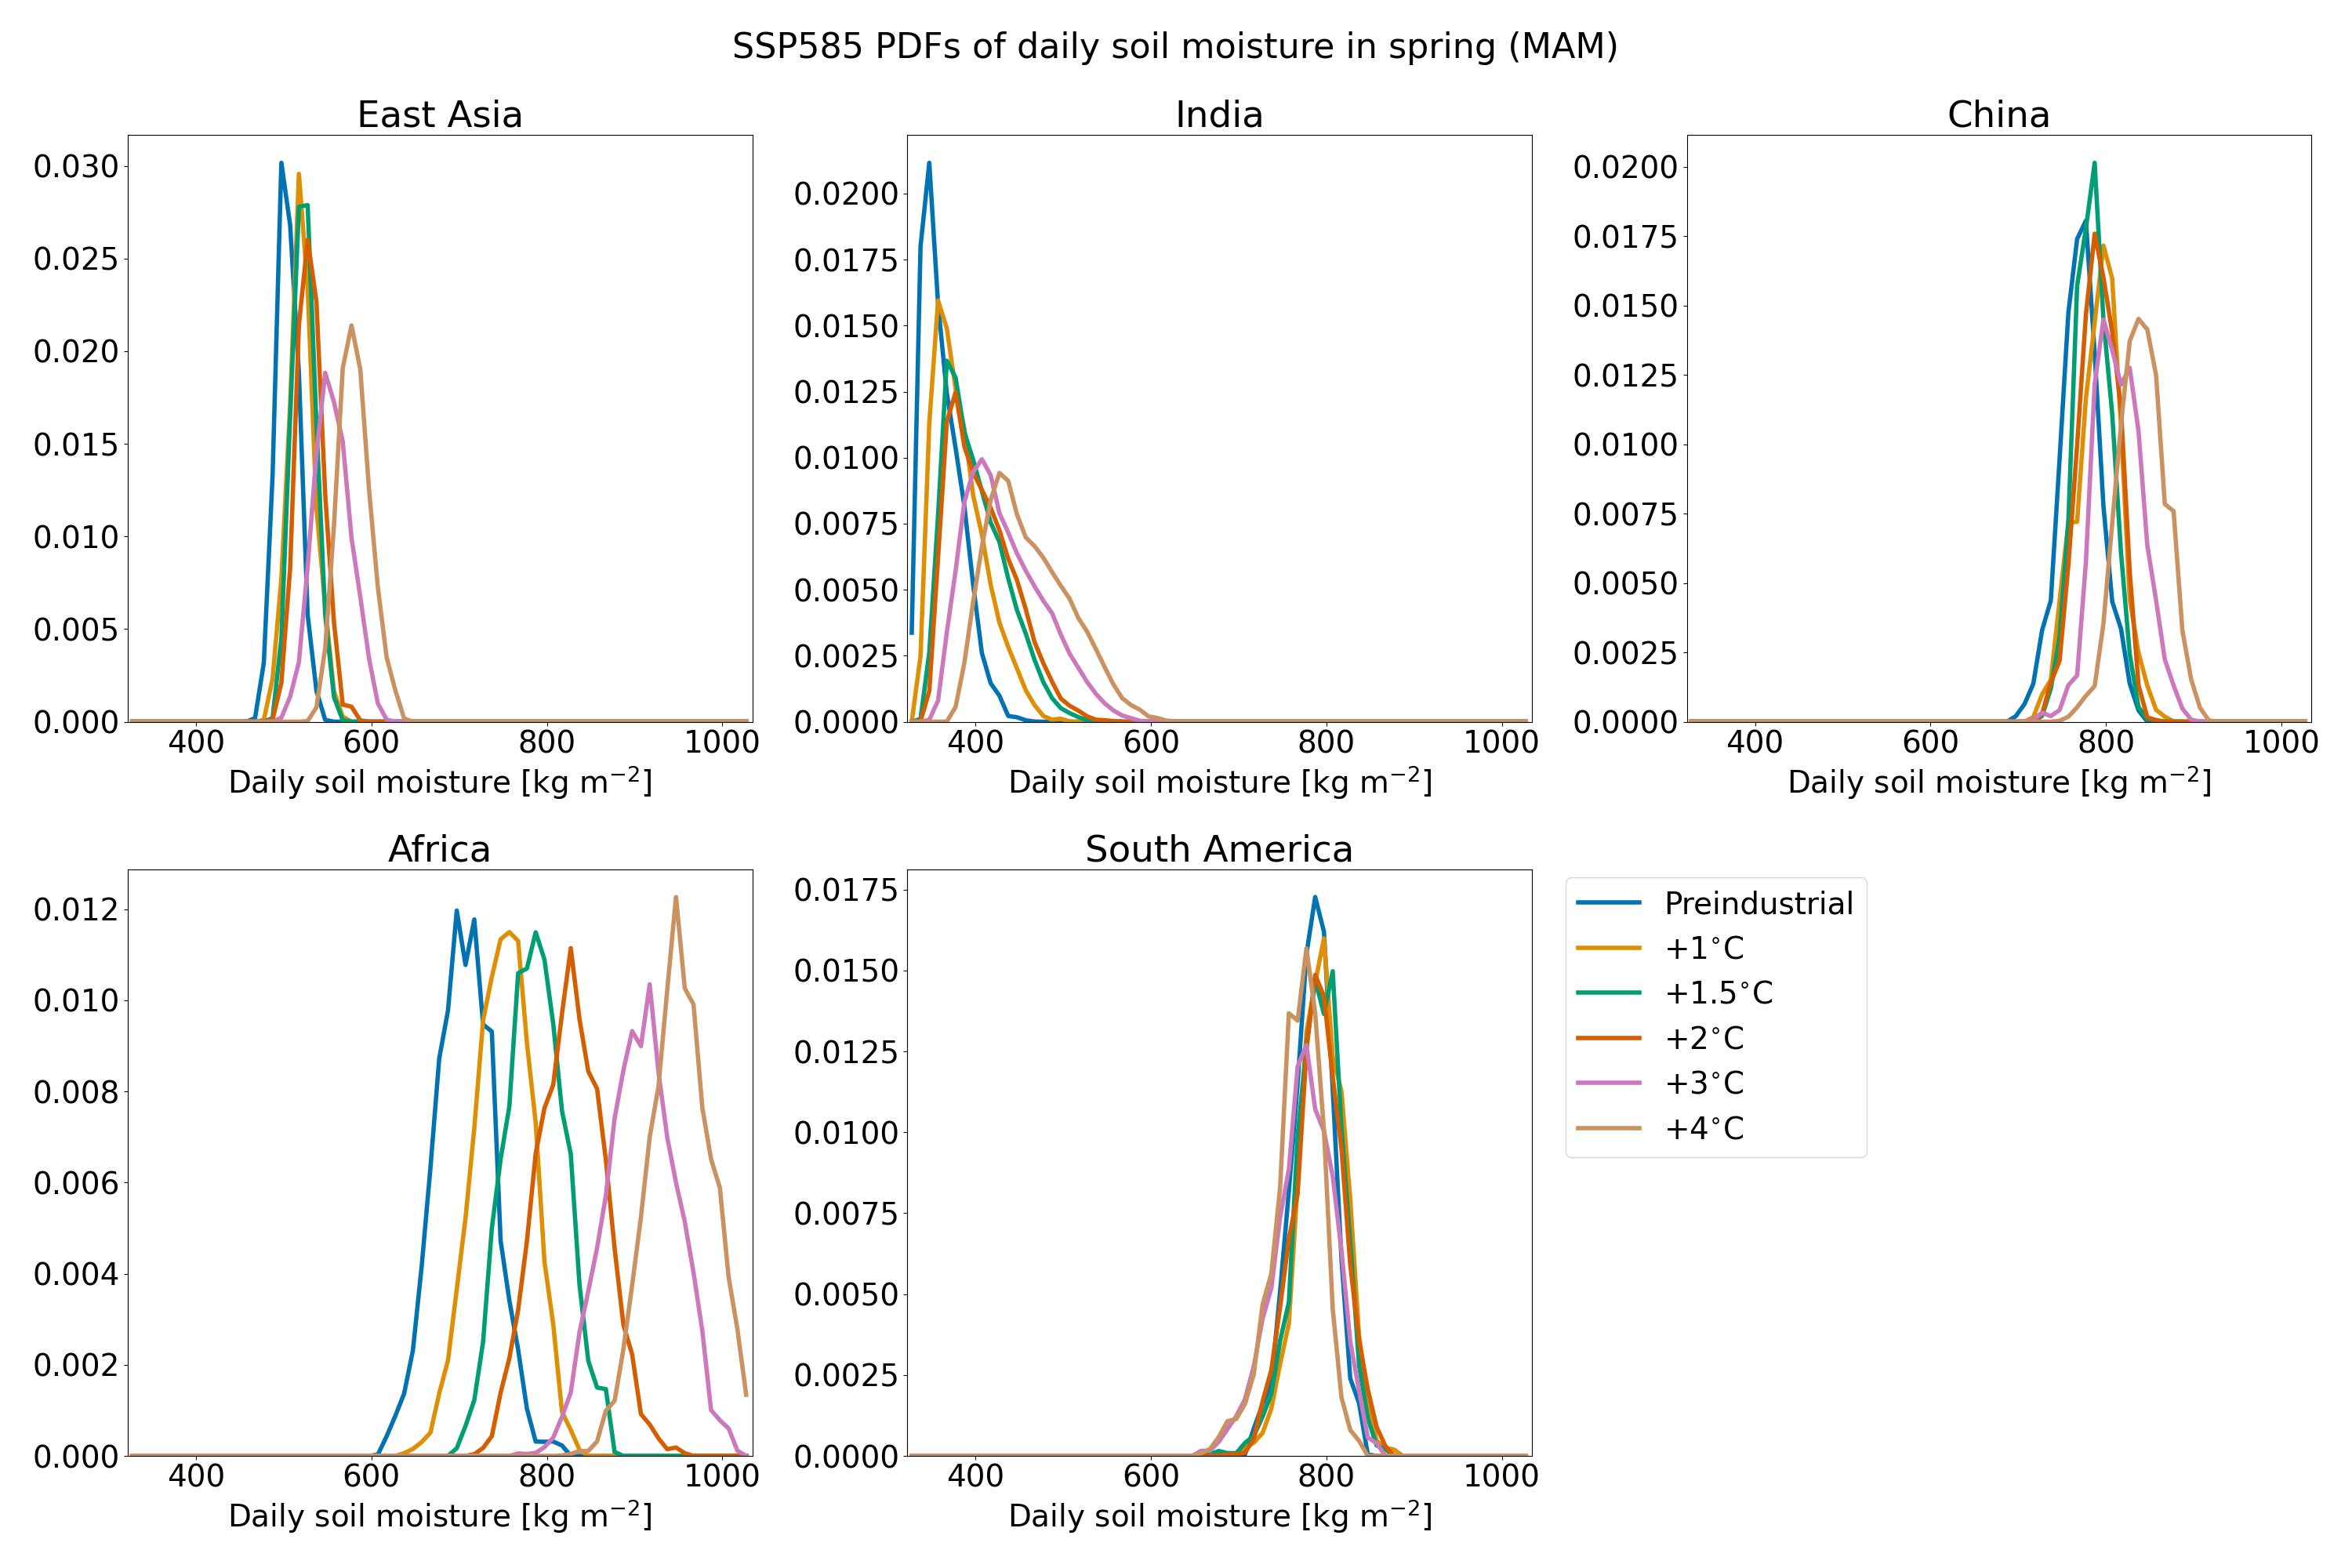 SSP585 PDFs of daily soil moisture in spring (MAM)
East Asia
0.030
0.025
0.020
0.015
0.010
0.005
0.000
400 600 800 1000
Daily soil moisture [kg m⁻²]
India
0.0200
0.0175
0.0150
0.0125
0.0100
0.0075
0.0050
0.0025
0.0000
400 600 800 1000
Daily soil moisture [kg m⁻²]
China
0.0200
0.0175
0.0150
0.0125
0.0100
0.0075
0.0050
0.0025
0.0000
400 600 800 1000
Daily soil moisture [kg m⁻²]
Africa
0.012
0.010
0.008
0.006
0.004
0.002
0.000
400 600 800 1000
Daily soil moisture [kg m⁻²]
South America
0.0175
0.0150
0.0125
0.0100
0.0075
0.0050
0.0025
0.0000
400 600 800 1000
Daily soil moisture [kg m⁻²]
Preindustrial
+1°C
+1.5°C
+2°C
+3°C
+4°C